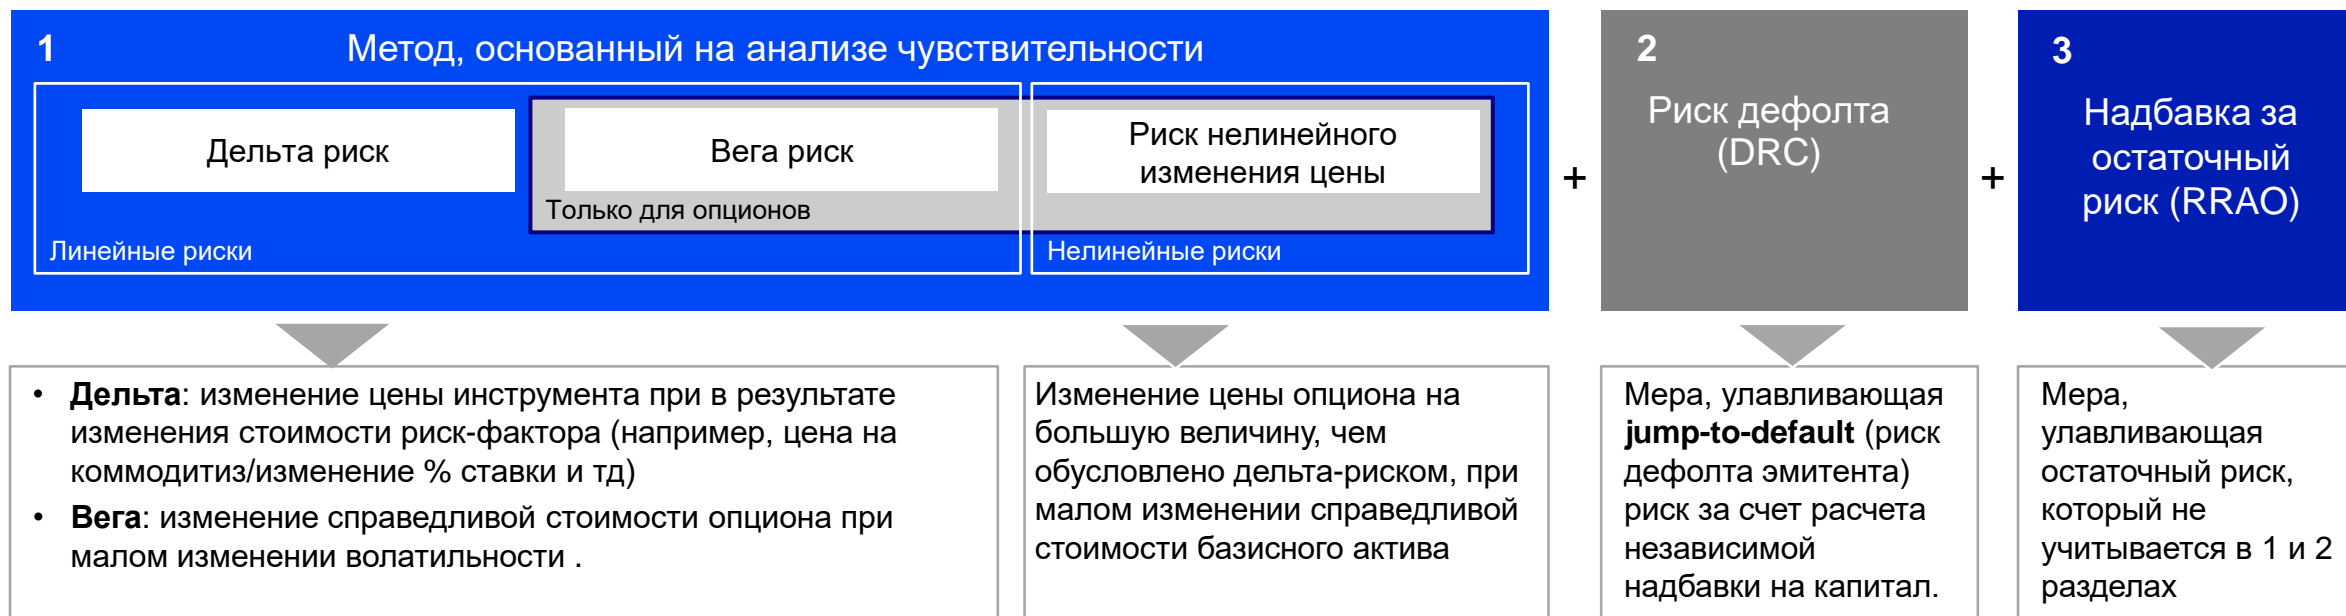 1
Метод, основанный на анализе чувствительности
Дельта риск
Вега риск
Риск нелинейного
изменения цены
Только для опционов
Линейные риски
Нелинейные риски
+
2
Риск дефолта
(DRC)
+
3
Надбавка за
остаточный
риск (RRAO)
• Дельта: изменение цены инструмента при в результате
изменения стоимости риск-фактора (например, цена на
коммодитиз/изменение % ставки и тд)
• Вега: изменение справедливой стоимости опциона при
малом изменении волатильности .
Изменение цены опциона на
большую величину, чем
обусловлено дельта-риском, при
малом изменении справедливой
стоимости базисного актива
Мера, улавливающая
jump-to-default (риск
дефолта эмитента)
риск за счет расчета
независимой
надбавки на капитал.
Мера,
улавливающая
остаточный риск,
который не
учитывается в 1 и 2
разделах